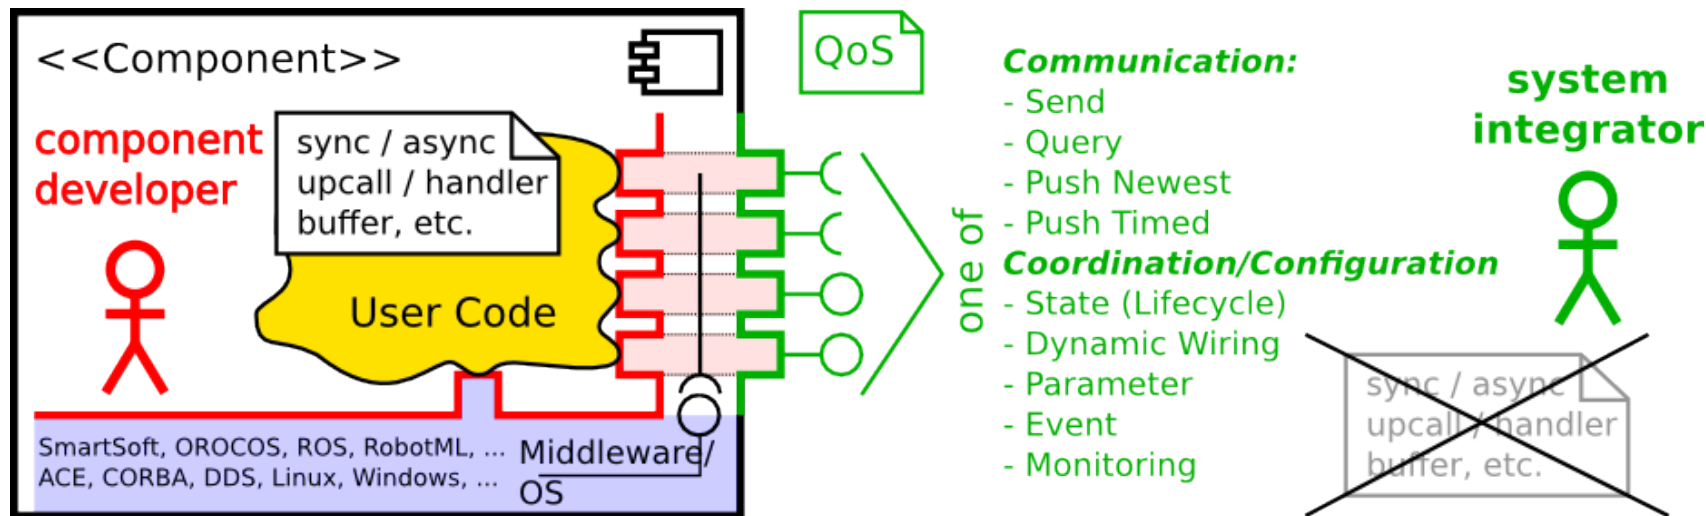 <<Component>>
component
developer
sync / async
upcall / handler
buffer, etc.
User Code
SmartSoft, OROCOS, ROS, RobotML, ...
ACE, CORBA, DDS, Linux, Windows, ...
Middleware/
OS
QoS
one of
Communication:
- Send
- Query
- Push Newest
- Push Timed
Coordination/Configuration
- State (Lifecycle)
- Dynamic Wiring
- Parameter
- Event
- Monitoring
system
integrator
sync / async
upcall / handler
buffer, etc.